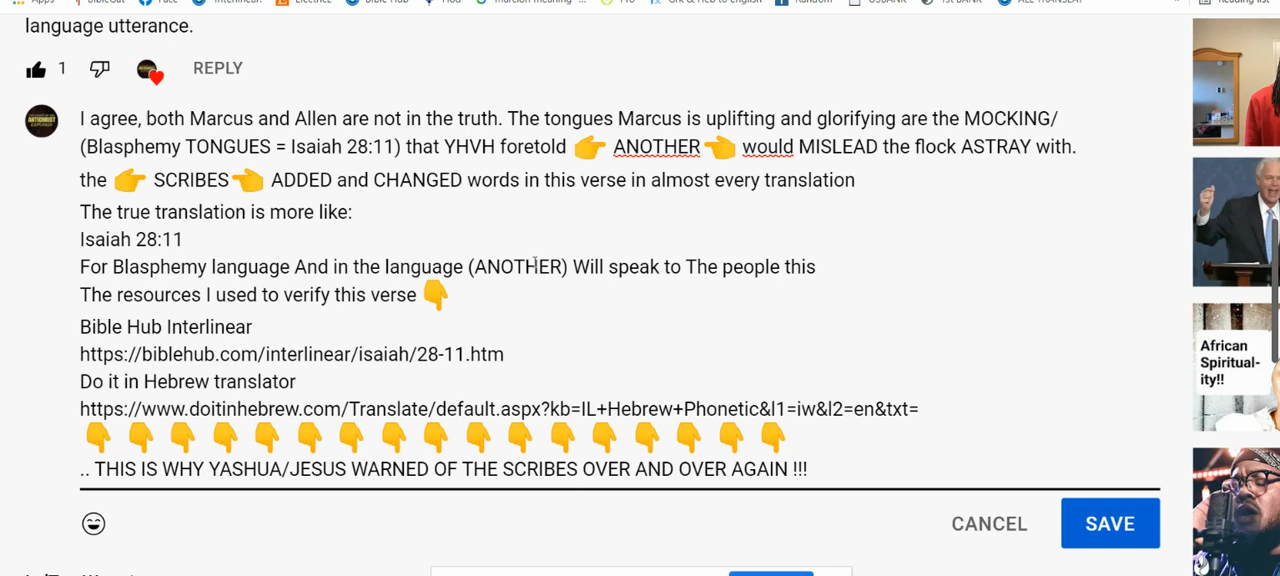 Apps
language utterance.
1
REPLY
I agree, both Marcus and Allen are not in the truth. The tongues Marcus is uplifting and glorifying are the MOCKING/
(Blasphemy TONGUES = Isaiah 28:11) that YHVH foretold 👉 ANOTHER 👈 would MISLEAD the flock ASTRAY with.
the 👉 SCRIBES👈 ADDED and CHANGED words in this verse in almost every translation
The true translation is more like:
Isaiah 28:11
For Blasphemy language And in the language (ANOTHER) Will speak to The people this
The resources I used to verify this verse 👇
Bible Hub Interlinear
https://biblehub.com/interlinear/isaiah/28-11.htm
Do it in Hebrew translator
https://www.doitinhebrew.com/Translate/default.aspx?kb=IL+Hebrew+Phonetic&l1=iw&l2=en&txt=
👇 👇 👇 👇 👇 👇 👇 👇 👇 👇 👇 👇 👇 👇 👇 👇 👇
.. THIS IS WHY YASHUA/JESUS WARNED OF THE SCRIBES OVER AND OVER AGAIN !!!
CANCEL
SAVE
African
Spiritual-
ity!!